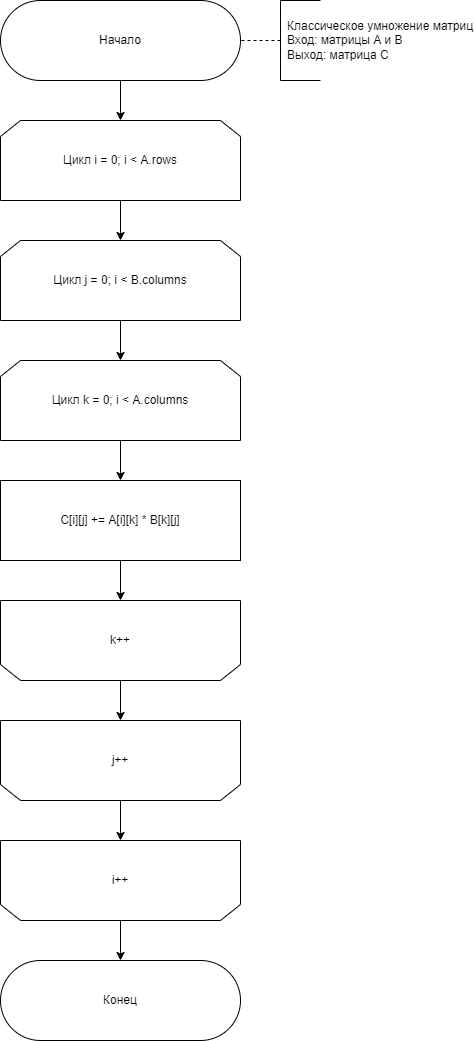 Начало
Классическое умножение матриц
Вход: матрицы A и B
Выход: матрица C
Цикл i = 0; i < A.rows
Цикл j = 0; i < B.columns
Цикл k = 0; i < A.columns
C[i][j] += A[i][k] * B[k][j]
k++
j++
i++
Конец